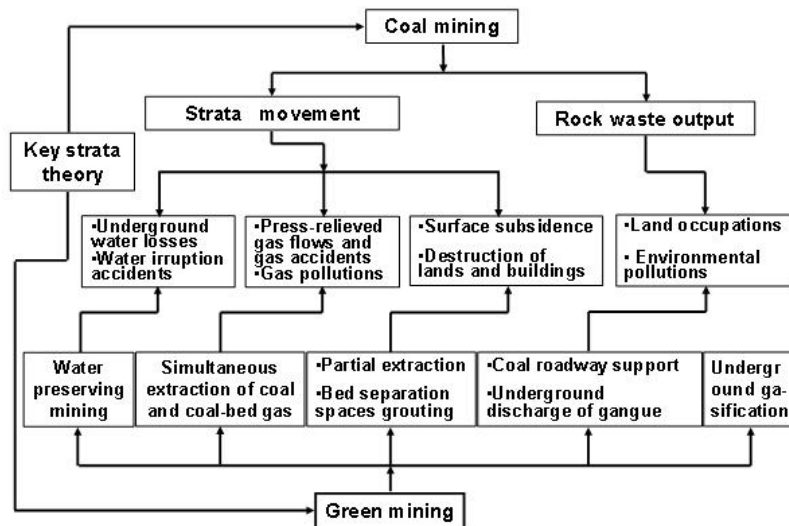 Coal mining
Strata movement
Rock waste output
Key strata
theory
•Underground
water losses
•Water irruption
accidents
•Press-relieved
gas flows and
gas accidents
•Gas pollutions
•Surface subsidence
•Destruction of
lands and buildings
•Land occupations
• Environmental
pollutions
Water
preserving
mining
Simultaneous
extraction of coal
and coal-bed gas
•Partial extraction
•Bed separation
spaces grouting
•Coal roadway support
•Underground
discharge of gangue
Undergr
ound ga-
sification
Green mining